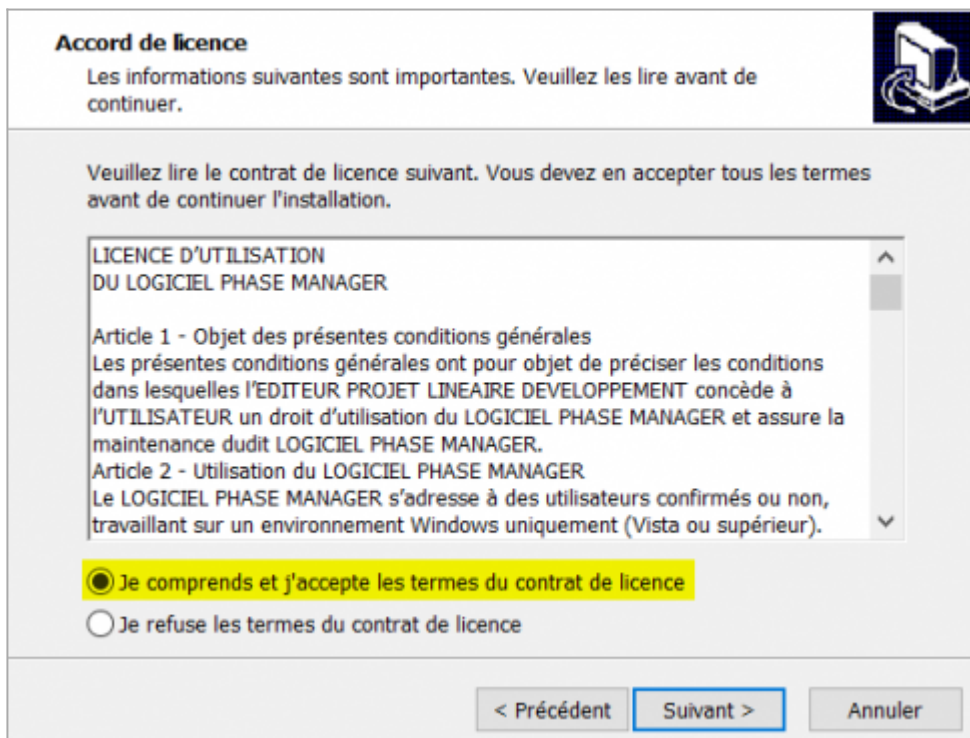 Accord de licence
Les informations suivantes sont importantes. Veuillez les lire avant de
continuer.
Veuillez lire le contrat de licence suivant. Vous devez en accepter tous les termes
avant de continuer l'installation.
LICENCE D’UTILISATION
DU LOGICIEL PHASE MANAGER
Article 1 - Objet des présentes conditions générales
Les présentes conditions générales ont pour objet de préciser les conditions
dans lesquelles l’EDITEUR PROJET LINEAIRE DEVELOPPEMENT concède à
l’UTILISATEUR un droit d’utilisation du LOGICIEL PHASE MANAGER et assure la
maintenance dudit LOGICIEL PHASE MANAGER.
Article 2 - Utilisation du LOGICIEL PHASE MANAGER
Le LOGICIEL PHASE MANAGER s’adresse à des utilisateurs confirmés ou non,
travaillant sur un environnement Windows uniquement (Vista ou supérieur).
Je comprends et j'accepte les termes du contrat de licence
Je refuse les termes du contrat de licence
< Précédent Suivant > Annuler